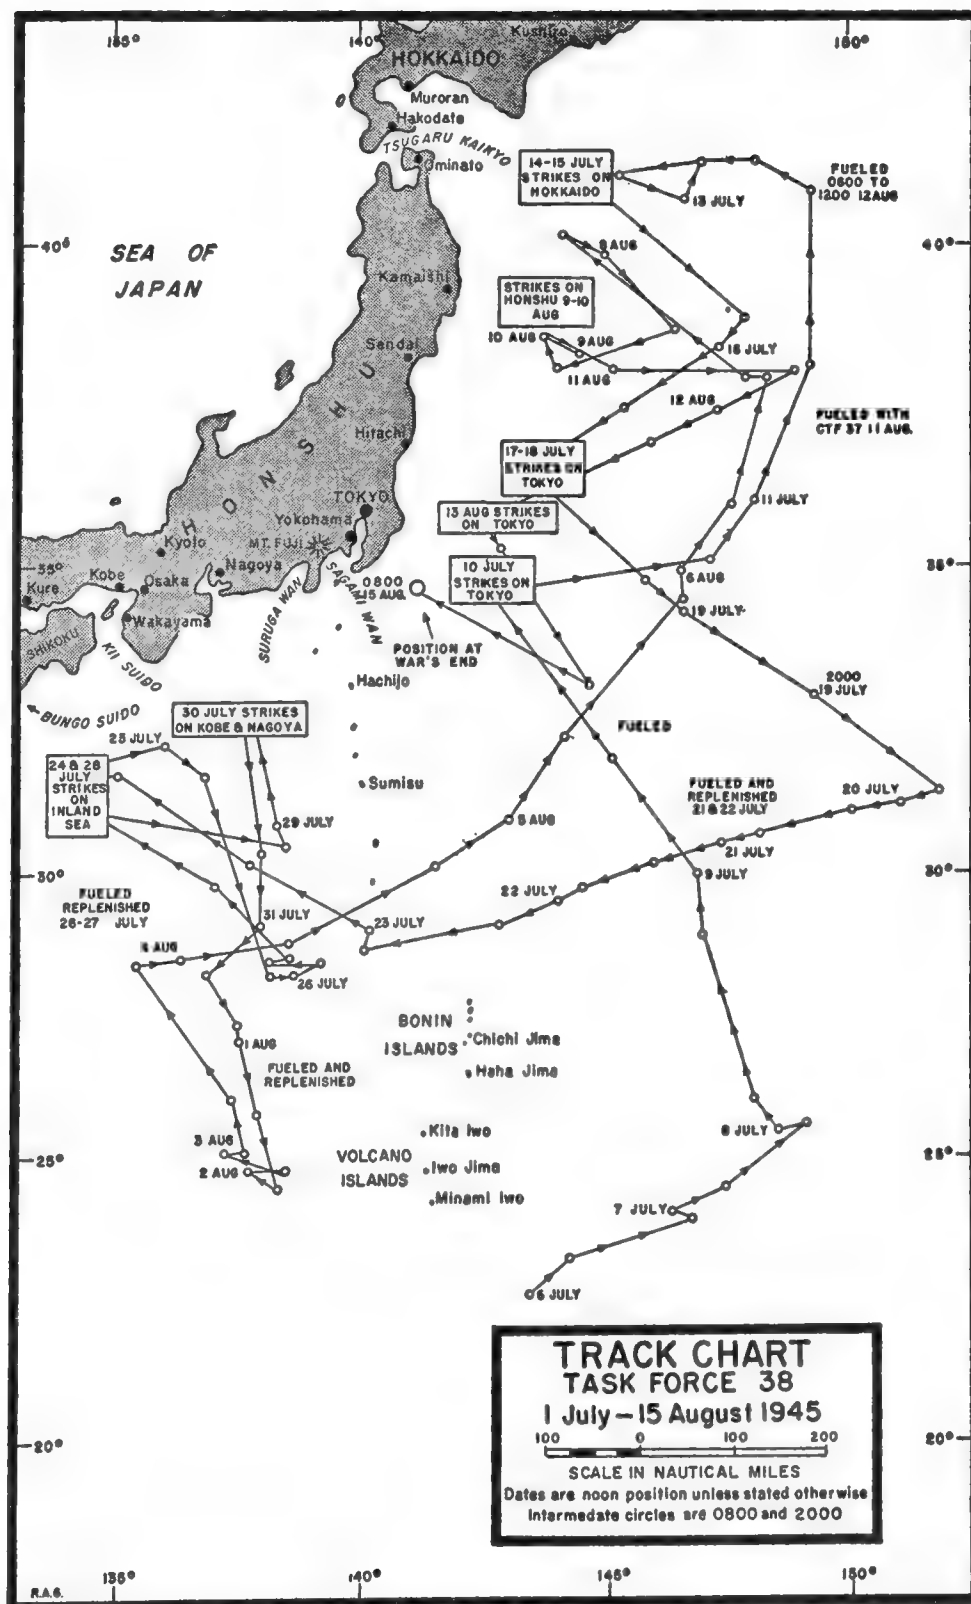 135°
140°
150°
Kushiro
HOKKAIDO
Muroran
Hakodate
TSUGARU KAIKYO
Ominato
14-15 JULY
STRIKES ON
HOKKAIDO
13 JULY
FUELED
0600 TO
1200 12 AUG
40°
40°
SEA OF
JAPAN
8 AUG
Kamaishi
STRIKES ON
HONSHU 9-10
AUG
10 AUG
9 AUG
Sendai
16 JULY
11 AUG
12 AUG
FUELED WITH
CTF 37 11 AUG.
HONSHU
Hitachi
17-18 JULY
STRIKES ON
TOKYO
TOKYO
11 JULY
13 AUG STRIKES
ON TOKYO
Yokohama
MT. FUJI
Kyoto
10 JULY
STRIKES ON
TOKYO
35°
35°
Kobe
Osaka
Nagoya
SAGAMI WAN
0800
15 AUG.
6 AUG
Kure
19 JULY
Wakayama
SURUGA WAN
SHIKOKU
KII SUIDO
POSITION AT
WAR'S END
Hachijo
2000
19 JULY
BUNGO SUIDO
30 JULY STRIKES
ON KOBE & NAGOYA
FUELED
25 JULY
24 & 28
JULY
STRIKES
ON
INLAND
SEA
Sumisu
FUELED AND
REPLENISHED
21 & 22 JULY
20 JULY
29 JULY
5 AUG
21 JULY
30°
30°
9 JULY
FUELED
REPLENISHED
26-27 JULY
22 JULY
31 JULY
23 JULY
4 AUG
26 JULY
BONIN
ISLANDS
Chichi Jima
1 AUG
FUELED AND
REPLENISHED
Haha Jima
3 AUG
Kita Iwo
8 JULY
25°
25°
2 AUG
VOLCANO
ISLANDS
Iwo Jima
Minami Iwo
7 JULY
6 JULY
TRACK CHART
TASK FORCE 38
1 July–15 August 1945
100 0 100 200
SCALE IN NAUTICAL MILES
Dates are noon position unless stated otherwise
Intermedate circles are 0800 and 2000
20°
20°
R.A.G.
135°
140°
145°
150°